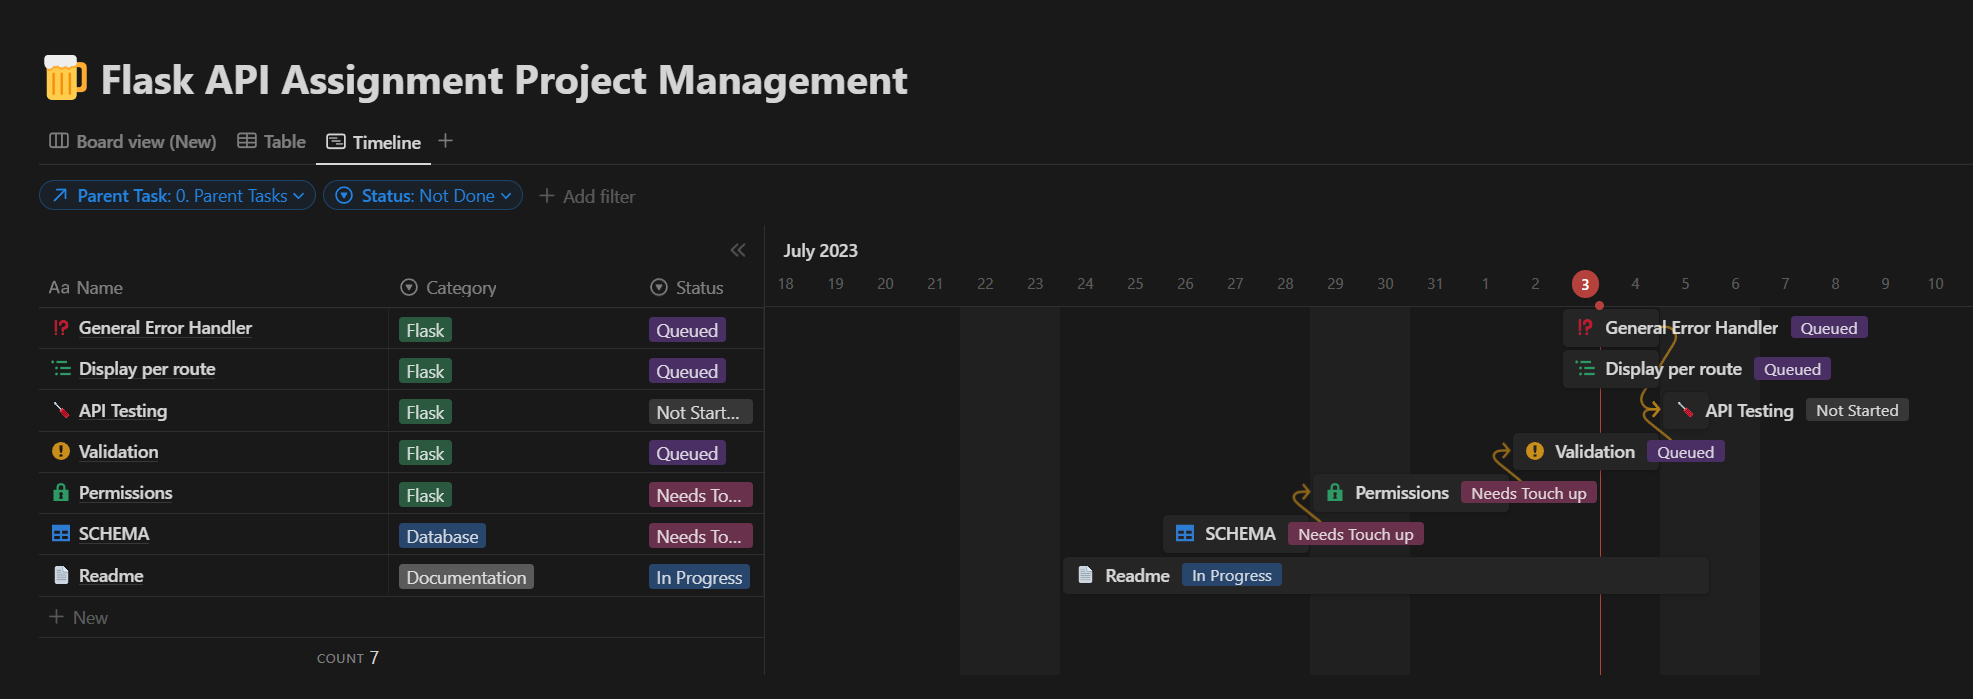 Flask API Assignment Project Management
Board view (New) Table Timeline
Parent Task: 0. Parent Tasks Status: Not Done Add filter
July 2023
Aa Name Category Status 18 19 20 21 22 23 24 25 26 27 28 29 30 31 1 2 3 4 5 6 7 8 9 10
General Error Handler Flask Queued General Error Handler Queued
Display per route Flask Queued Display per route Queued
API Testing Flask Not Start... API Testing Not Started
Validation Flask Queued Validation Queued
Permissions Flask Needs To... Permissions Needs Touch up
SCHEMA Database Needs To... SCHEMA Needs Touch up
Readme Documentation In Progress Readme In Progress
New
COUNT 7